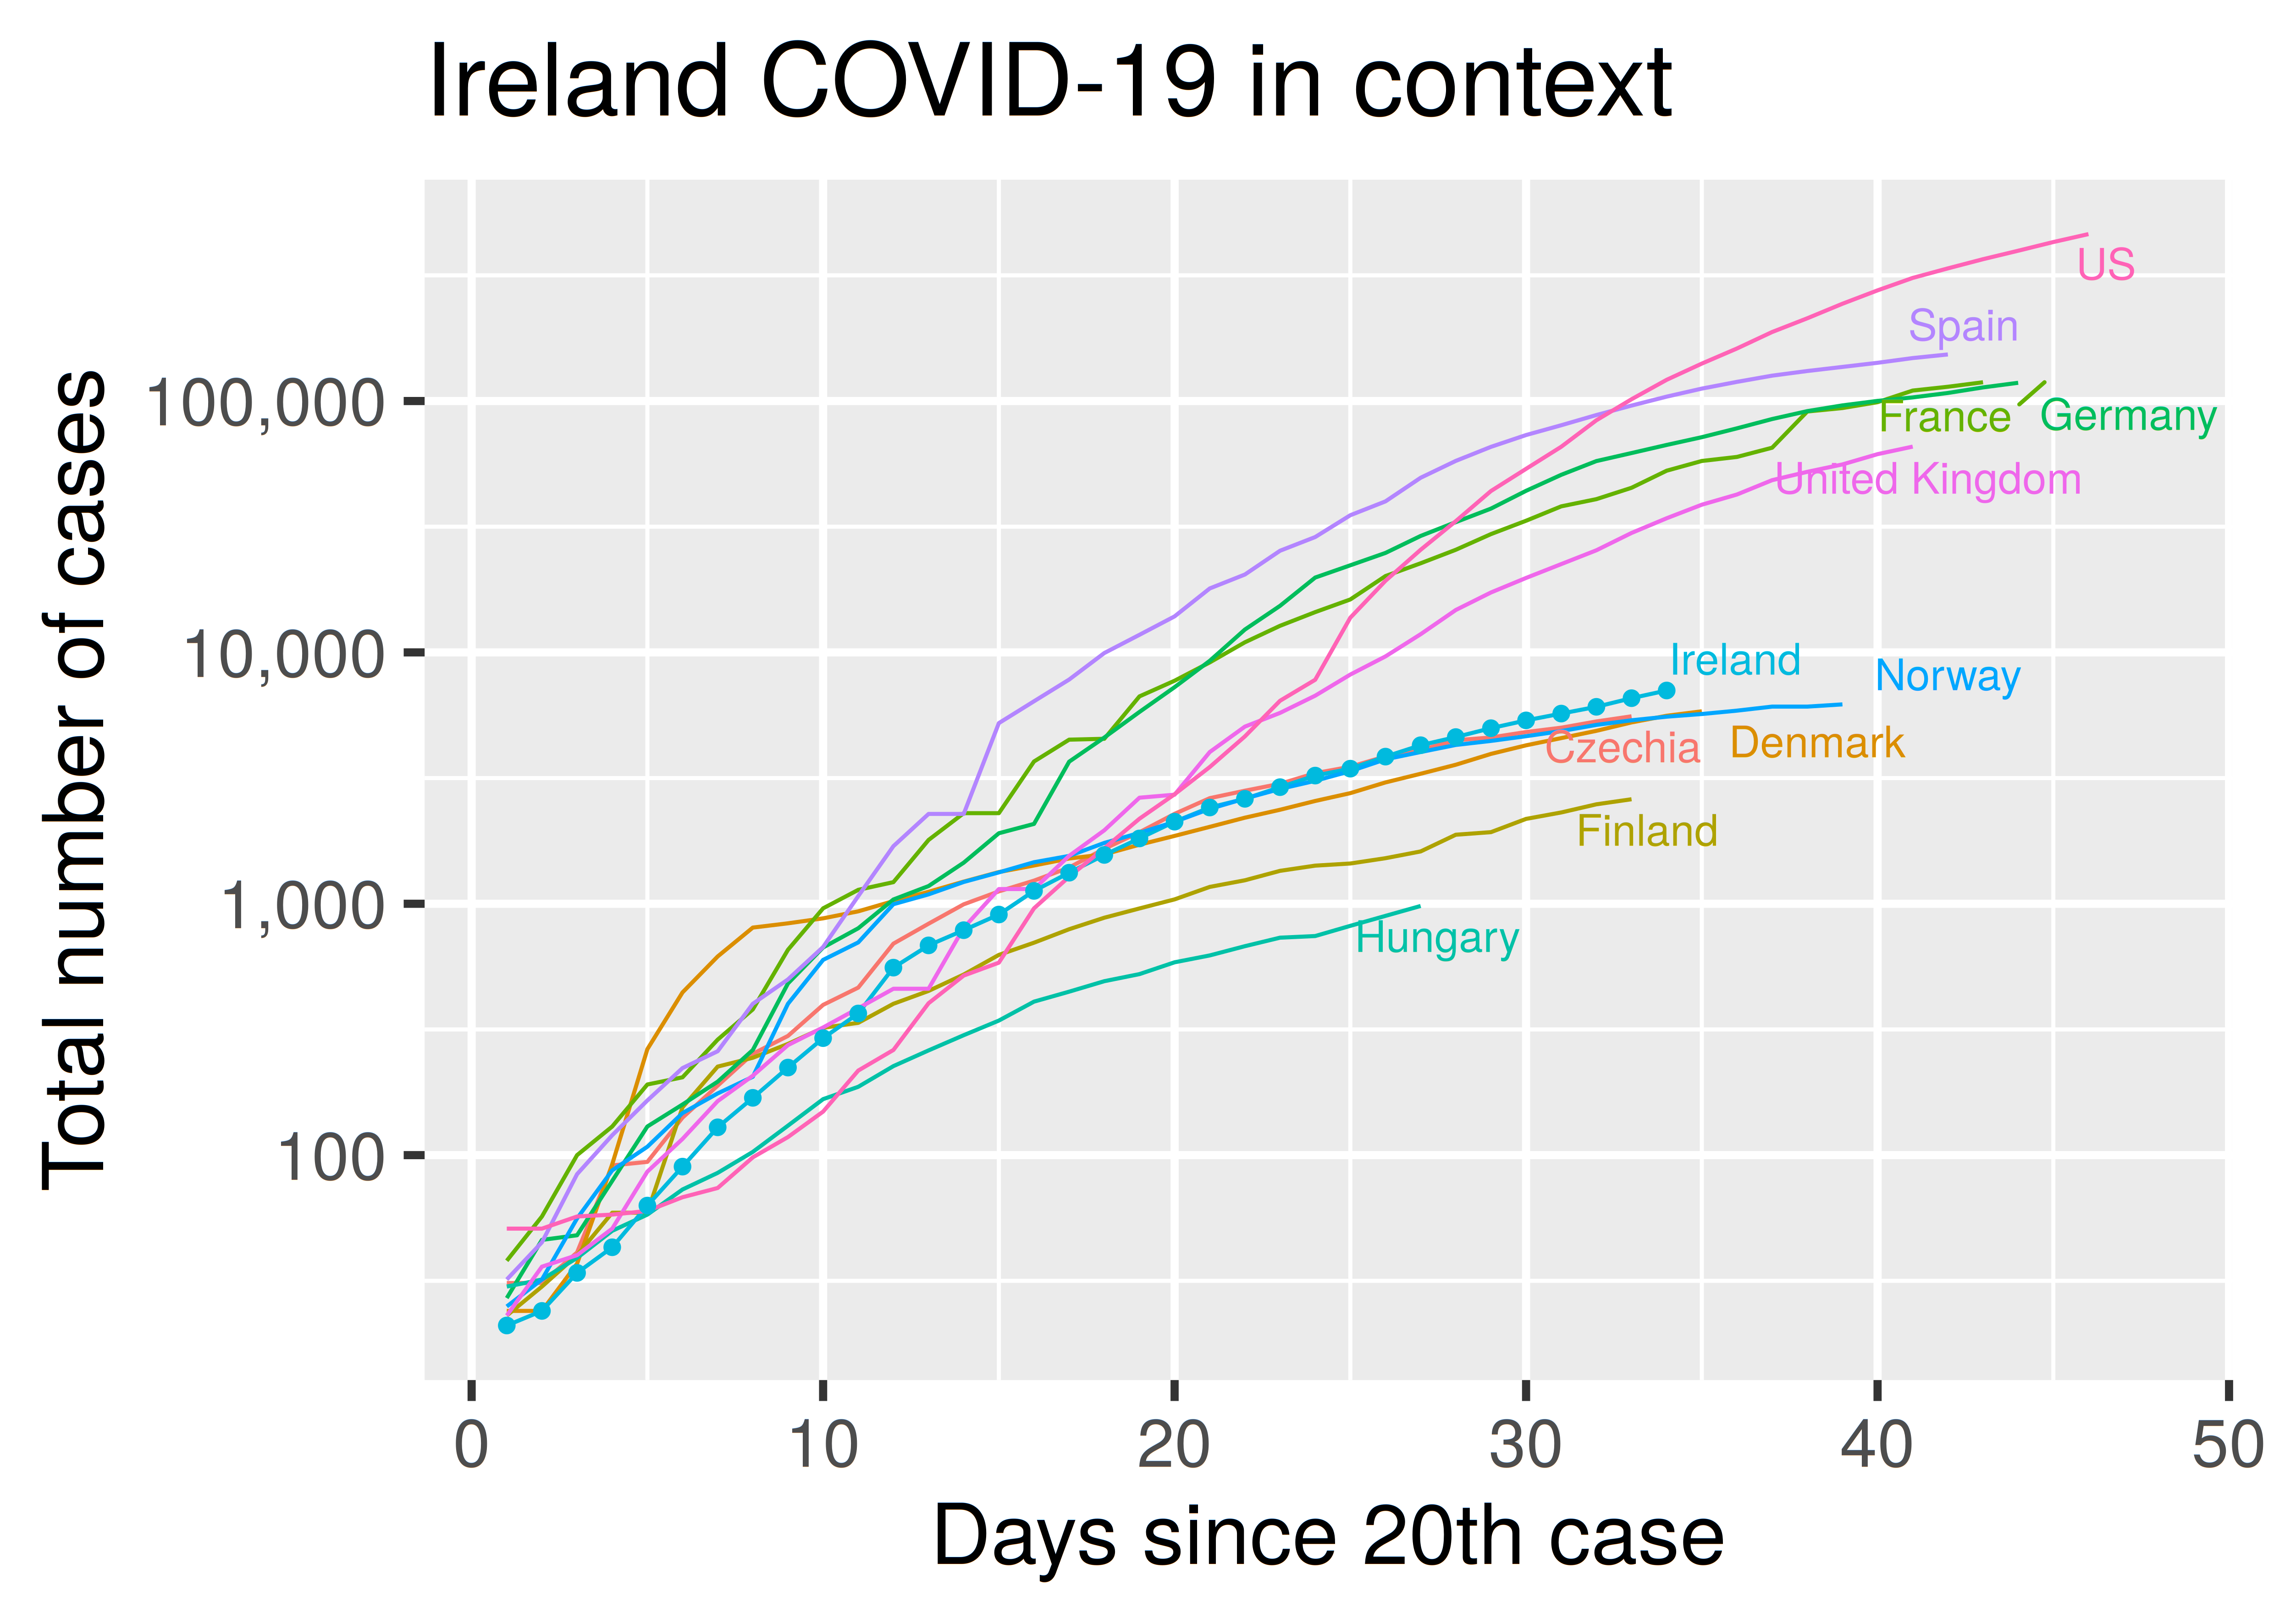 Ireland COVID-19 in context
Total number of cases
100,000
10,000
1,000
100
US
Spain
France
Germany
United Kingdom
Ireland
Norway
Czechia
Denmark
Finland
Hungary
0 10 20 30 40 50
Days since 20th case